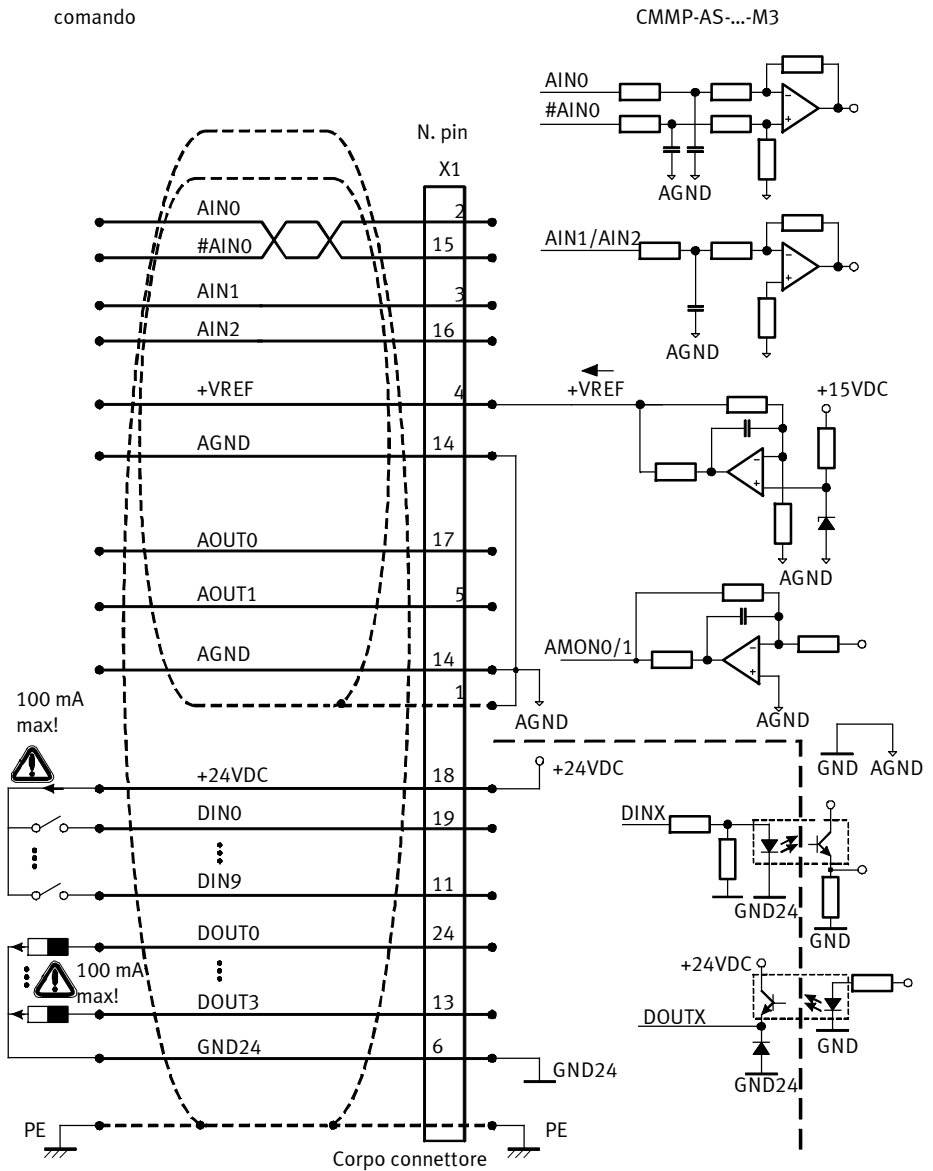 comando
CMMP-AS-...-M3
N. pin
X1
AIN0
2
#AIN0
15
AIN1
3
AIN2
16
+VREF
4
AGND
14
AOUT0
17
AOUT1
5
AGND
14
1
AGND
100 mA
max!
+24VDC
18
+24VDC
DIN0
19
DIN9
11
DOUT0
24
100 mA
max!
DOUT3
13
GND24
6
GND24
PE
PE
Corpo connettore
AIN0
#AIN0
-
+
AGND
AIN1/AIN2
-
+
AGND
+VREF
+15VDC
-
+
AGND
AMON0/1
-
+
AGND
GND
AGND
DINX
GND24
GND
+24VDC
DOUTX
GND
GND24